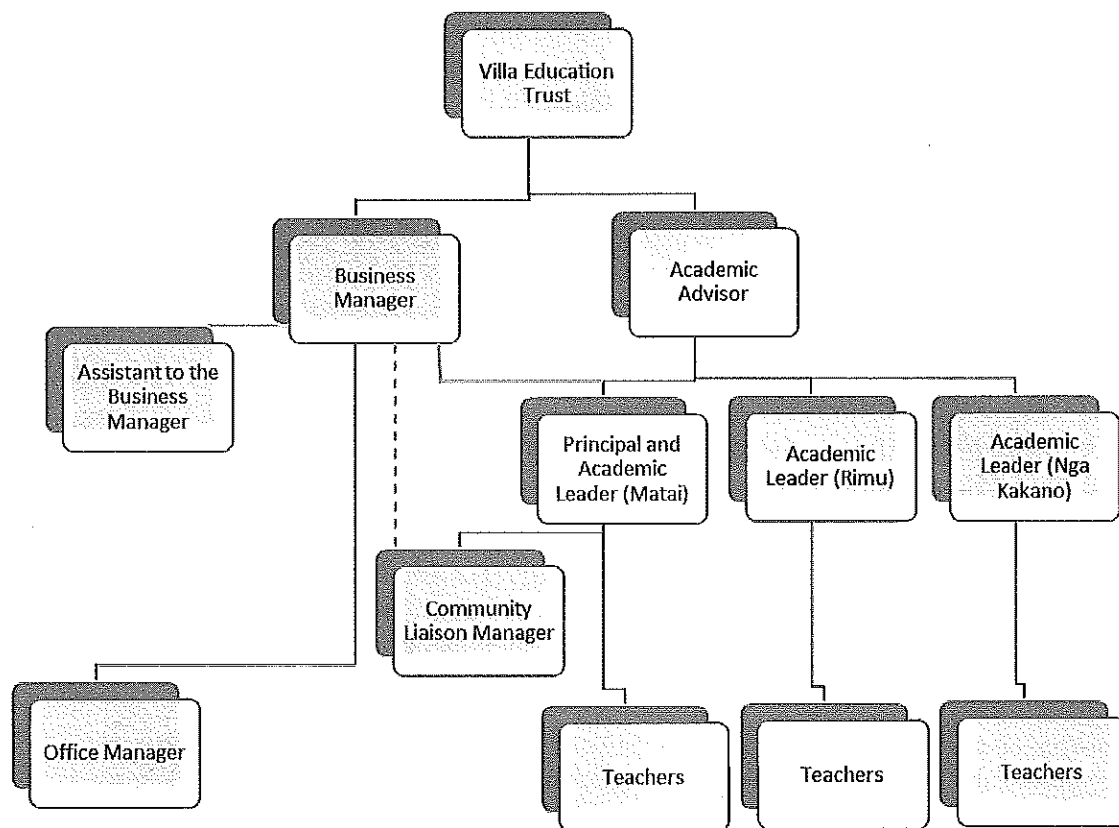 Villa Education
Trust
Business
Manager
Academic
Advisor
Assistant to the
Business
Manager
Principal and
Academic
Leader (Matai)
Academic
Leader (Rimu)
Academic
Leader (Nga
Kakano)
Community
Liaison Manager
Office Manager
Teachers
Teachers
Teachers